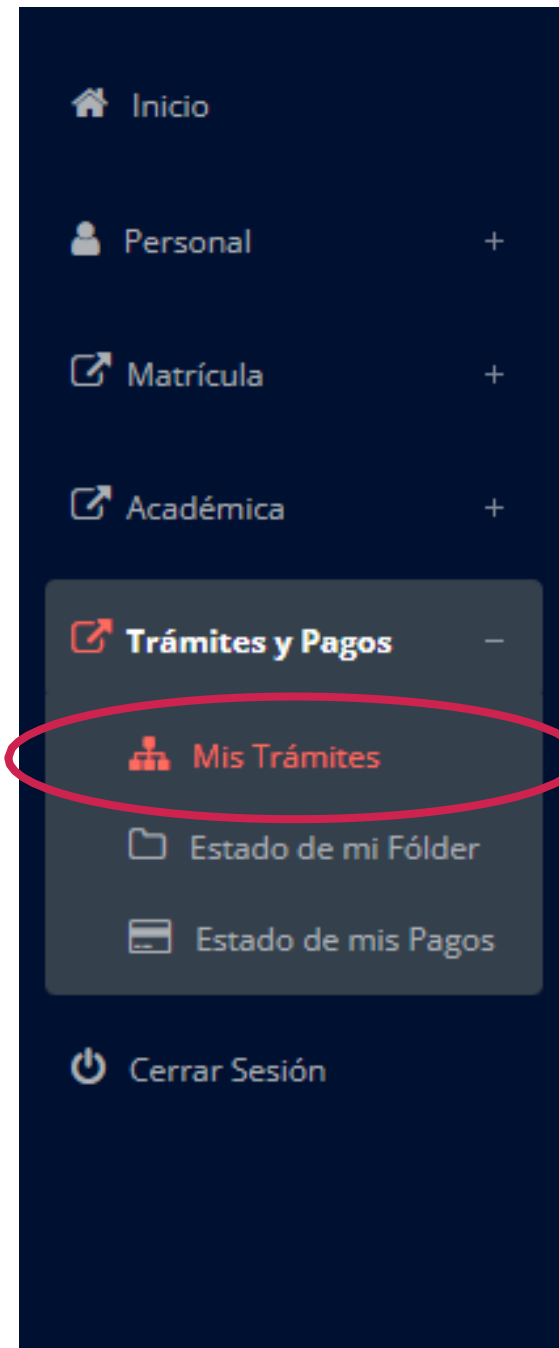 Inicio
Personal +
Matrícula +
Académica +
Trámites y Pagos −
Mis Trámites
Estado de mi Fólder
Estado de mis Pagos
Cerrar Sesión